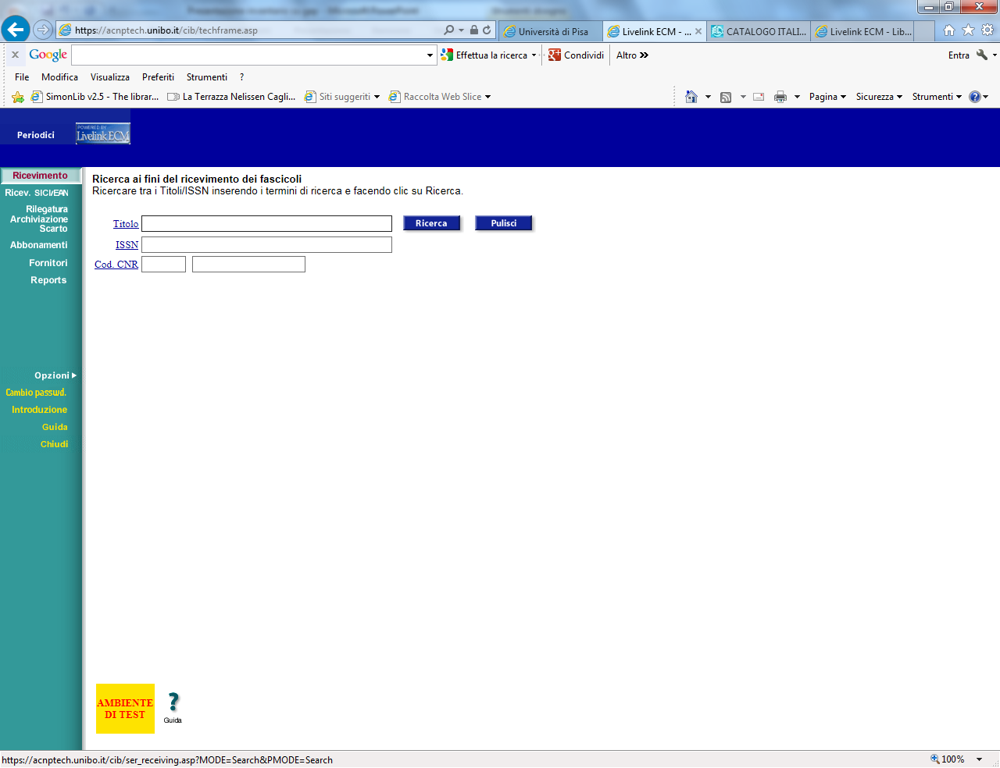 https://acnptech.unibo.it/cib/techframe.asp
Università di Pisa
Livelink ECM - ...
CATALOGO ITALI...
Livelink ECM - Lib...
Google
Effettua la ricerca
Condividi
Altro
Entra
File Modifica Visualizza Preferiti Strumenti ?
SimonLib v2.5 - The librar...
La Terrazza Nelissen Cagli...
Siti suggeriti
Raccolta Web Slice
Pagina
Sicurezza
Strumenti
Periodici
POWERED BY
Livelink ECM
Ricevimento
Ricev. SICI/EAN
Rilegatura
Archiviazione
Scarto
Abbonamenti
Fornitori
Reports
Opzioni
Cambio passwd.
Introduzione
Guida
Chiudi
Ricerca ai fini del ricevimento dei fascicoli
Ricercare tra i Titoli/ISSN inserendo i termini di ricerca e facendo clic su Ricerca.
Titolo
Ricerca
Pulisci
ISSN
Cod. CNR
AMBIENTE
DI TEST
?
Guida
https://acnptech.unibo.it/cib/ser_receiving.asp?MODE=Search&PMODE=Search
100%